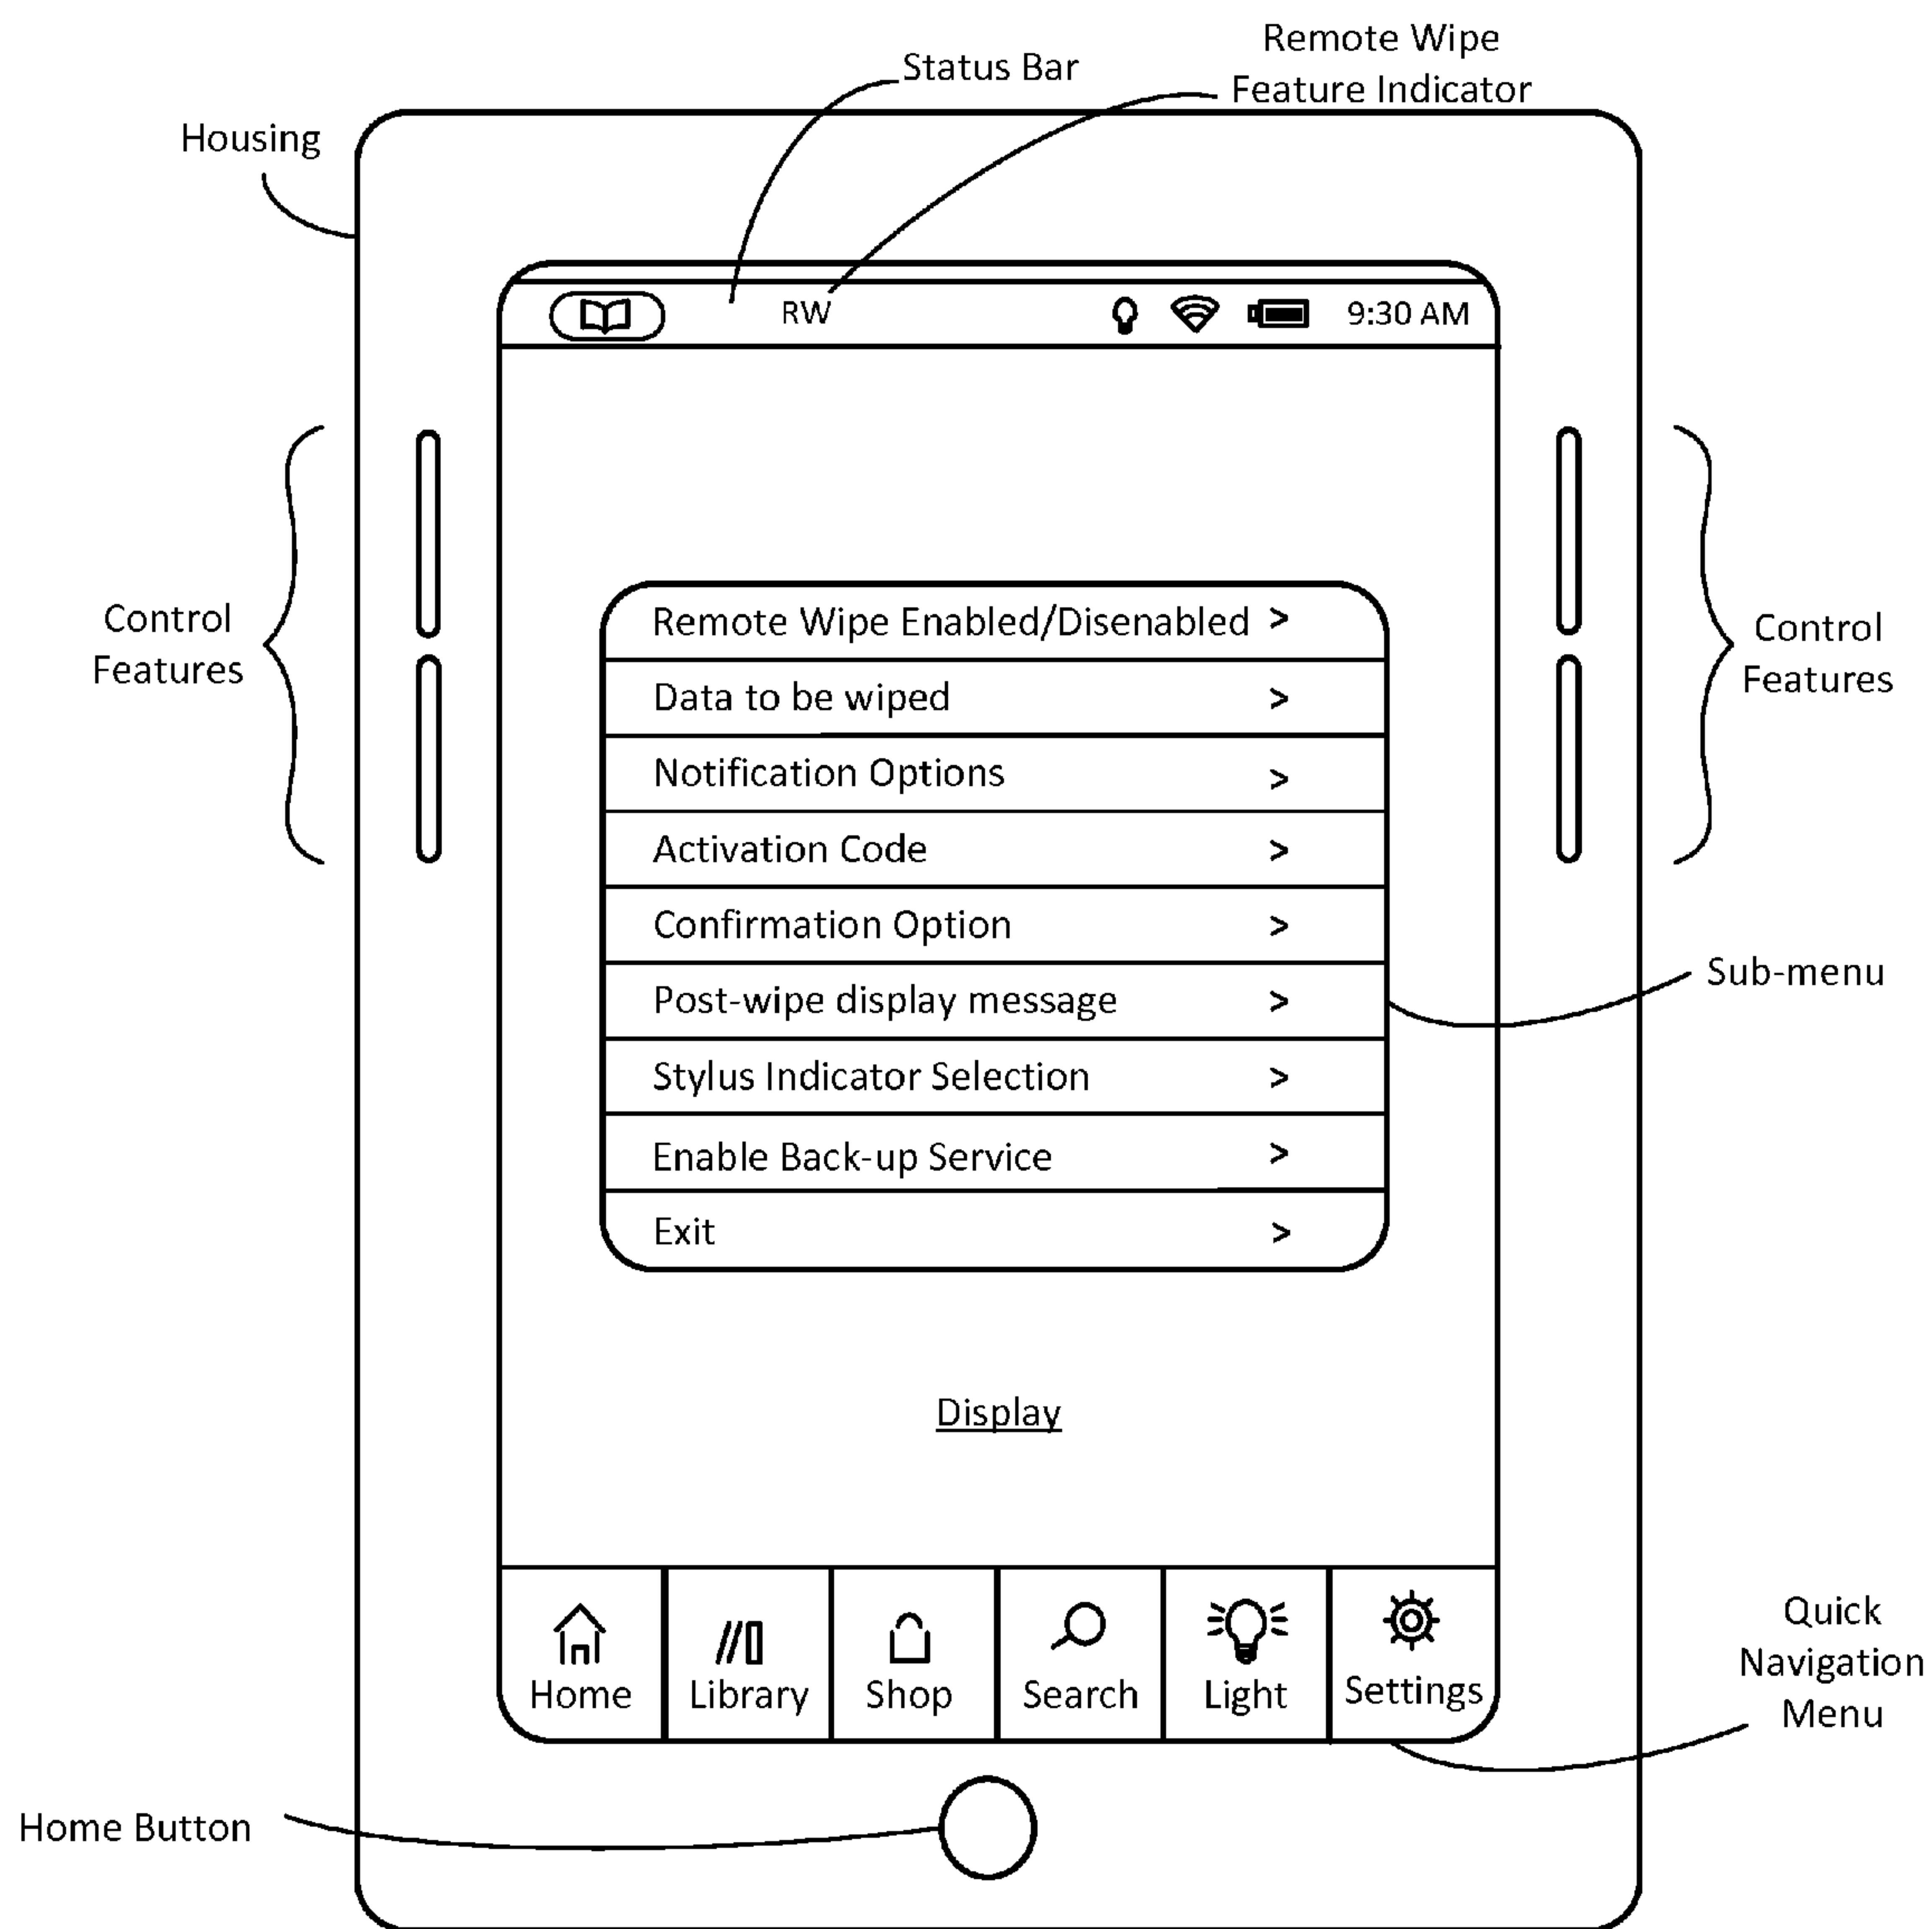 Status Bar
Remote Wipe
Feature Indicator
Housing
RW
9:30 AM
Control
Features
Control
Features
Remote Wipe Enabled/Disenabled >
Data to be wiped >
Notification Options >
Activation Code >
Confirmation Option >
Post-wipe display message >
Stylus Indicator Selection >
Enable Back-up Service >
Exit >
Sub-menu
Display
Home
Library
Shop
Search
Light
Settings
Quick
Navigation
Menu
Home Button